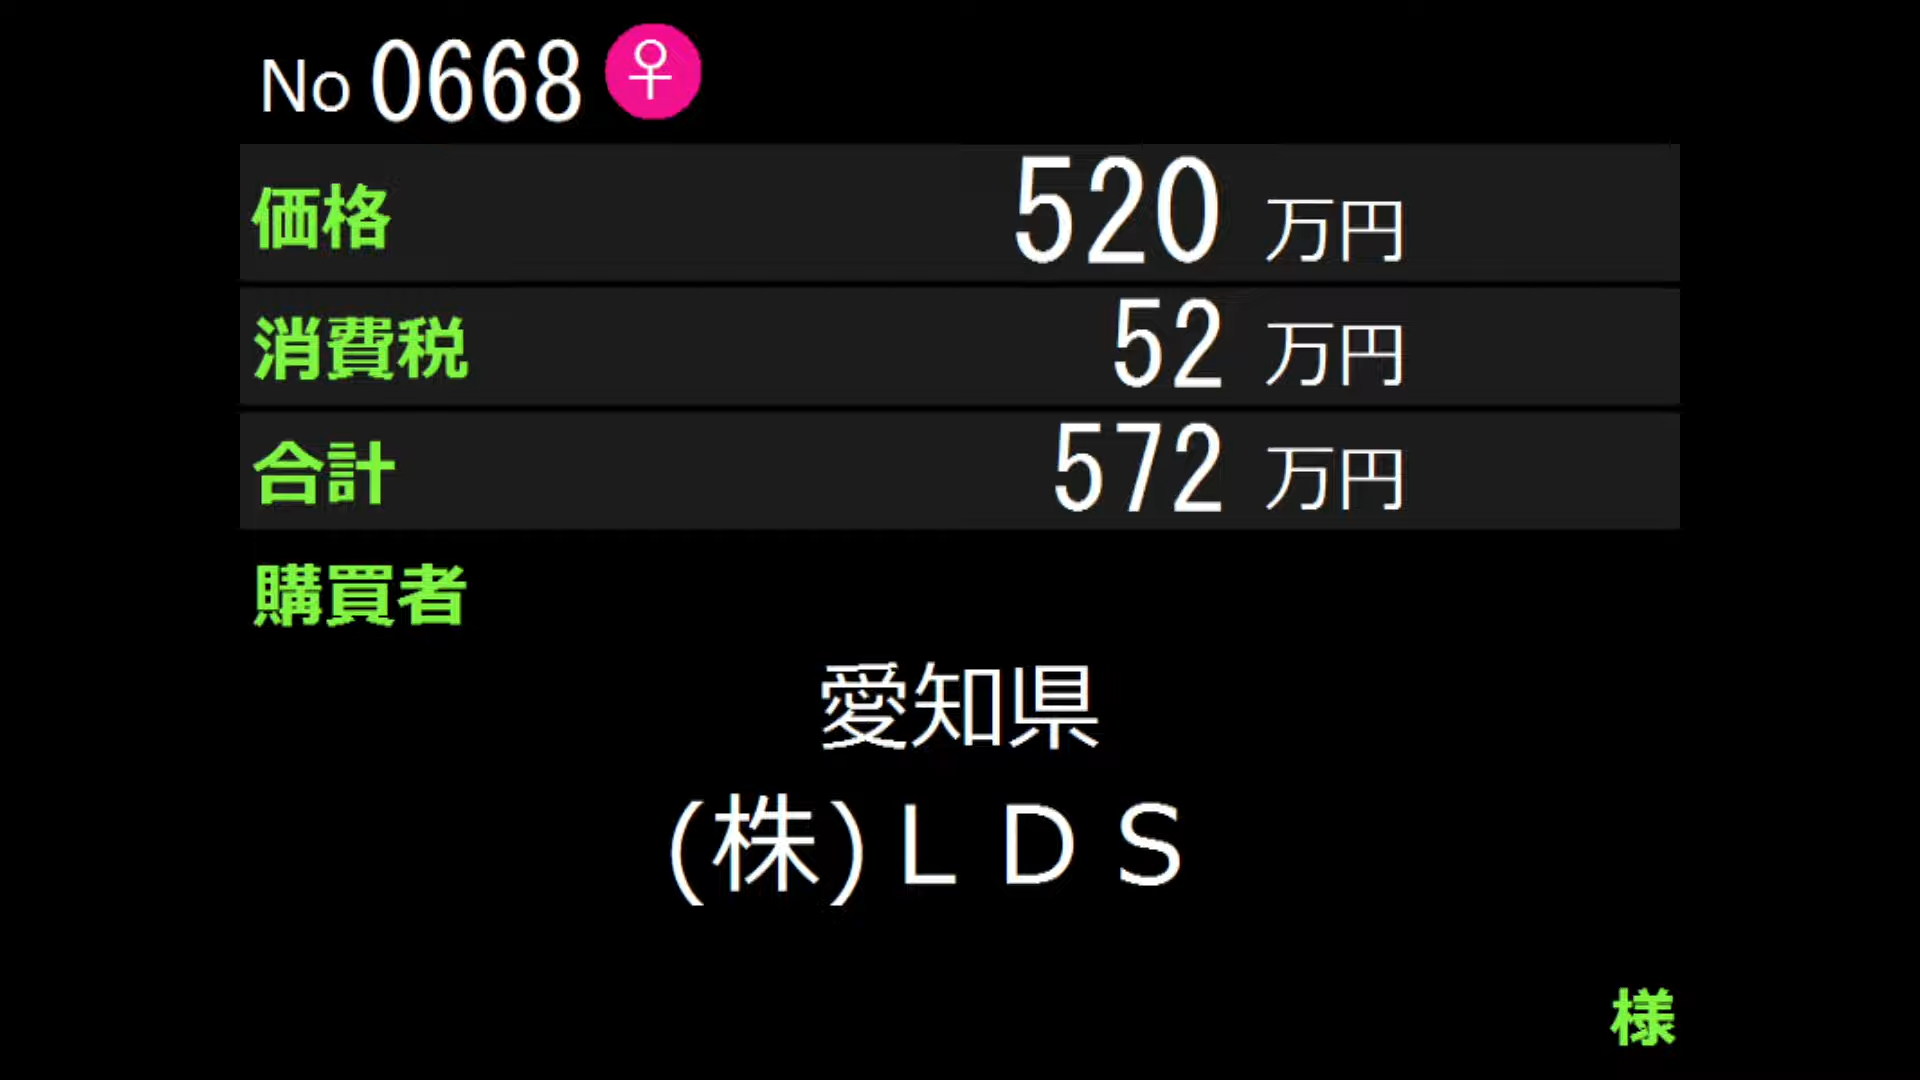 No 0668 ♀
価格 520 万円
消費税 52 万円
合計 572 万円
購買者
愛知県
(株)ＬＤＳ
様